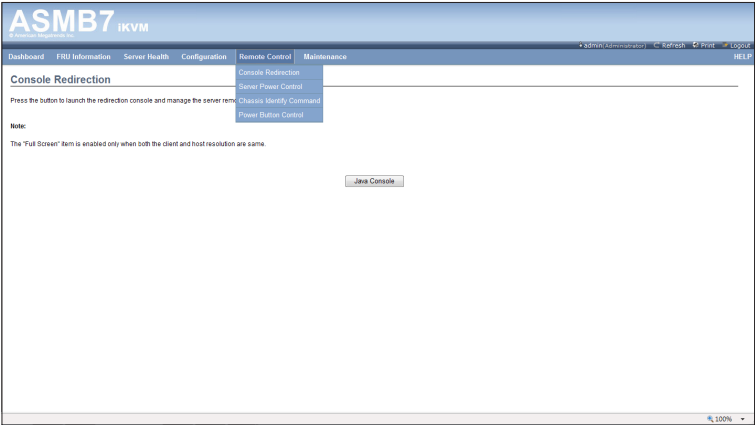 ASMB7 iKVM
© American Megatrends, Inc.
• admin(Administrator) Refresh Print Logout
Dashboard FRU Information Server Health Configuration Remote Control Maintenance HELP
Console Redirection
Server Power Control
Chassis Identify Command
Power Button Control
Console Redirection
Press the button to launch the redirection console and manage the server
Note:
The "Full Screen" item is enabled only when both the client and host resolution are same.
Java Console
100%